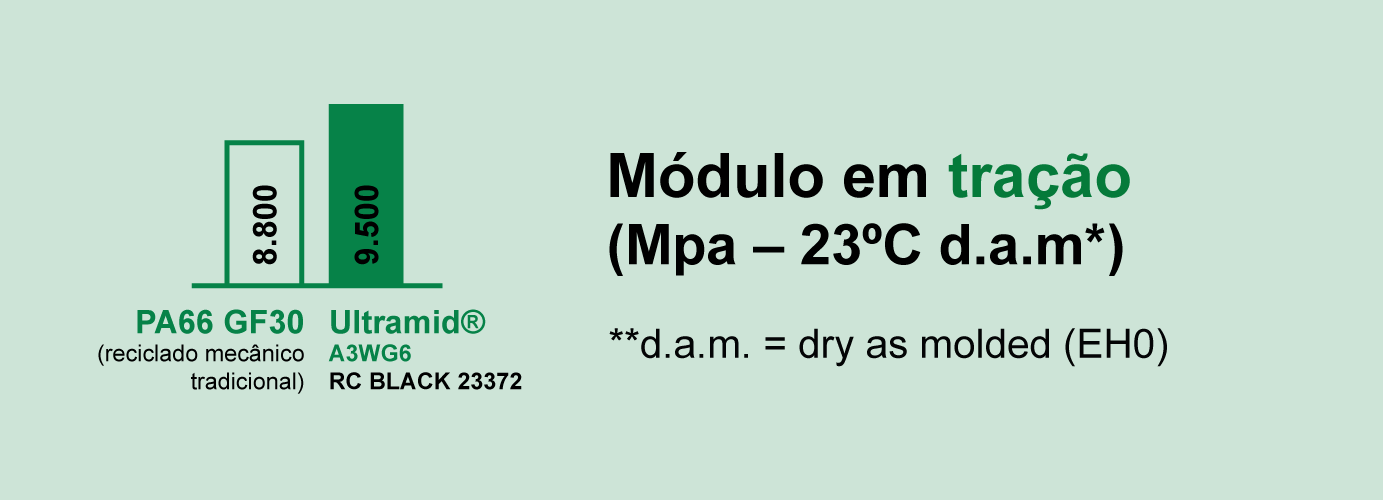 8.800
9.500
PA66 GF30
(reciclado mecânico
tradicional)
Ultramid®
A3WG6
RC BLACK 23372
Módulo em tração
(Mpa – 23ºC d.a.m*)
**d.a.m. = dry as molded (EH0)